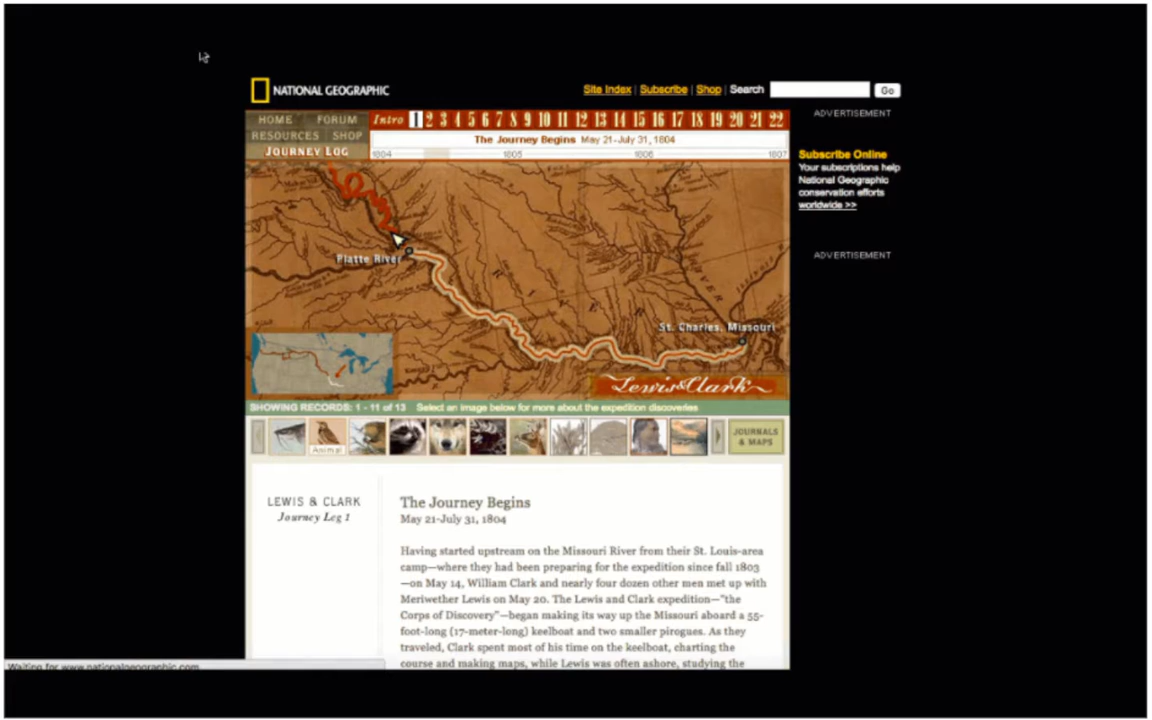 NATIONAL GEOGRAPHIC
Site Index | Subscribe | Shop | Search
Go
HOME FORUM
RESOURCES SHOP
JOURNEY LOG
Intro 1 2 3 4 5 6 7 8 9 10 11 12 13 14 15 16 17 18 19 20 21 22
The Journey Begins May 21-July 31, 1804
1804 1805 1806 1807
ADVERTISEMENT
Subscribe Online
Your subscriptions help
National Geographic
conservation efforts
worldwide >>
ADVERTISEMENT
Platte River
St. Charles, Missouri
Lewis & Clark
SHOWING RECORDS: 1 - 11 of 13 Select an image below for more about the expedition discoveries
Animal
JOURNALS
& MAPS
LEWIS & CLARK
Journey Leg 1
The Journey Begins
May 21-July 31, 1804
Having started upstream on the Missouri River from their St. Louis-area
camp—where they had been preparing for the expedition since fall 1803
—on May 14, William Clark and nearly four dozen other men met up with
Meriwether Lewis on May 20. The Lewis and Clark expedition—"the
Corps of Discovery"—began making its way up the Missouri aboard a 55-
foot-long (17-meter-long) keelboat and two smaller pirogues. As they
traveled, Clark spent most of his time on the keelboat, charting the
course and making maps, while Lewis was often ashore, studying the
Waiting for www.nationalgeographic.com